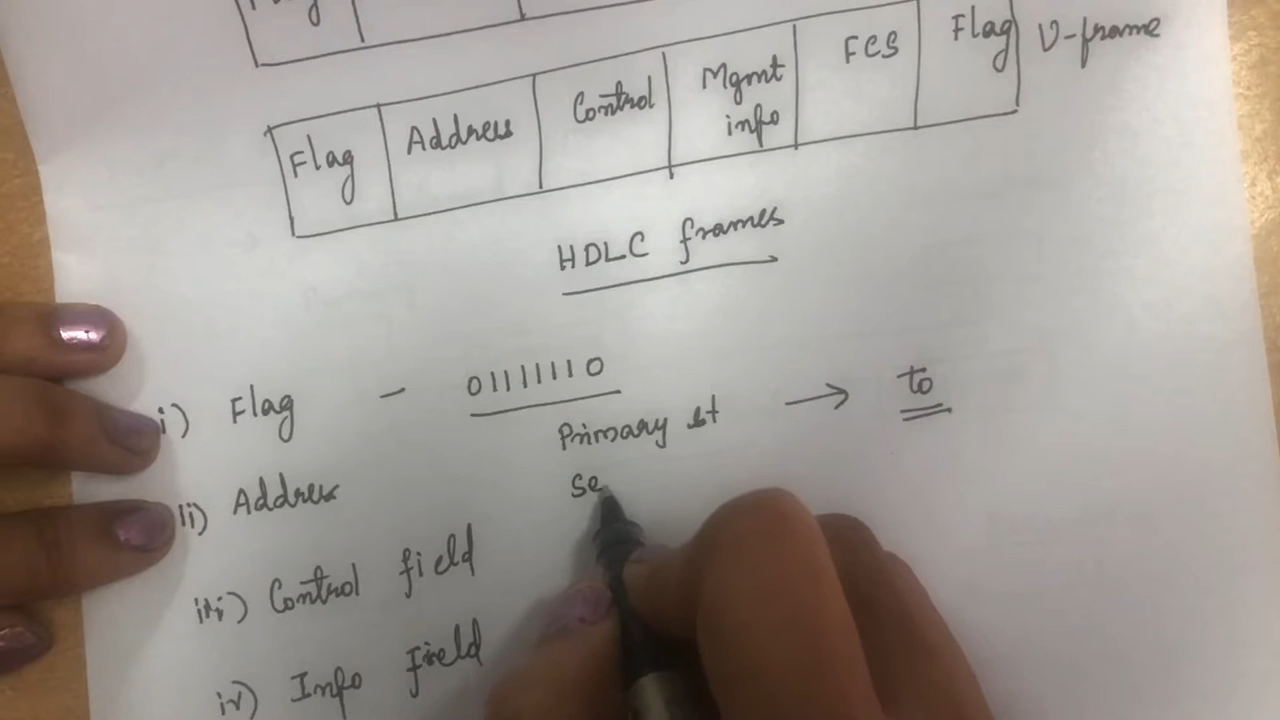 Flag Address Control Mgmt info FCS Flag U-frame
HDLC frames
i) Flag - 01111110
Primary st → to
ii) Address
Se
iii) Control field
iv) Info Field